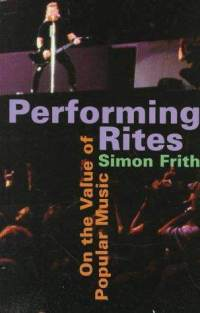 Performing
Rites
Simon Frith
On the Value of
Popular Music